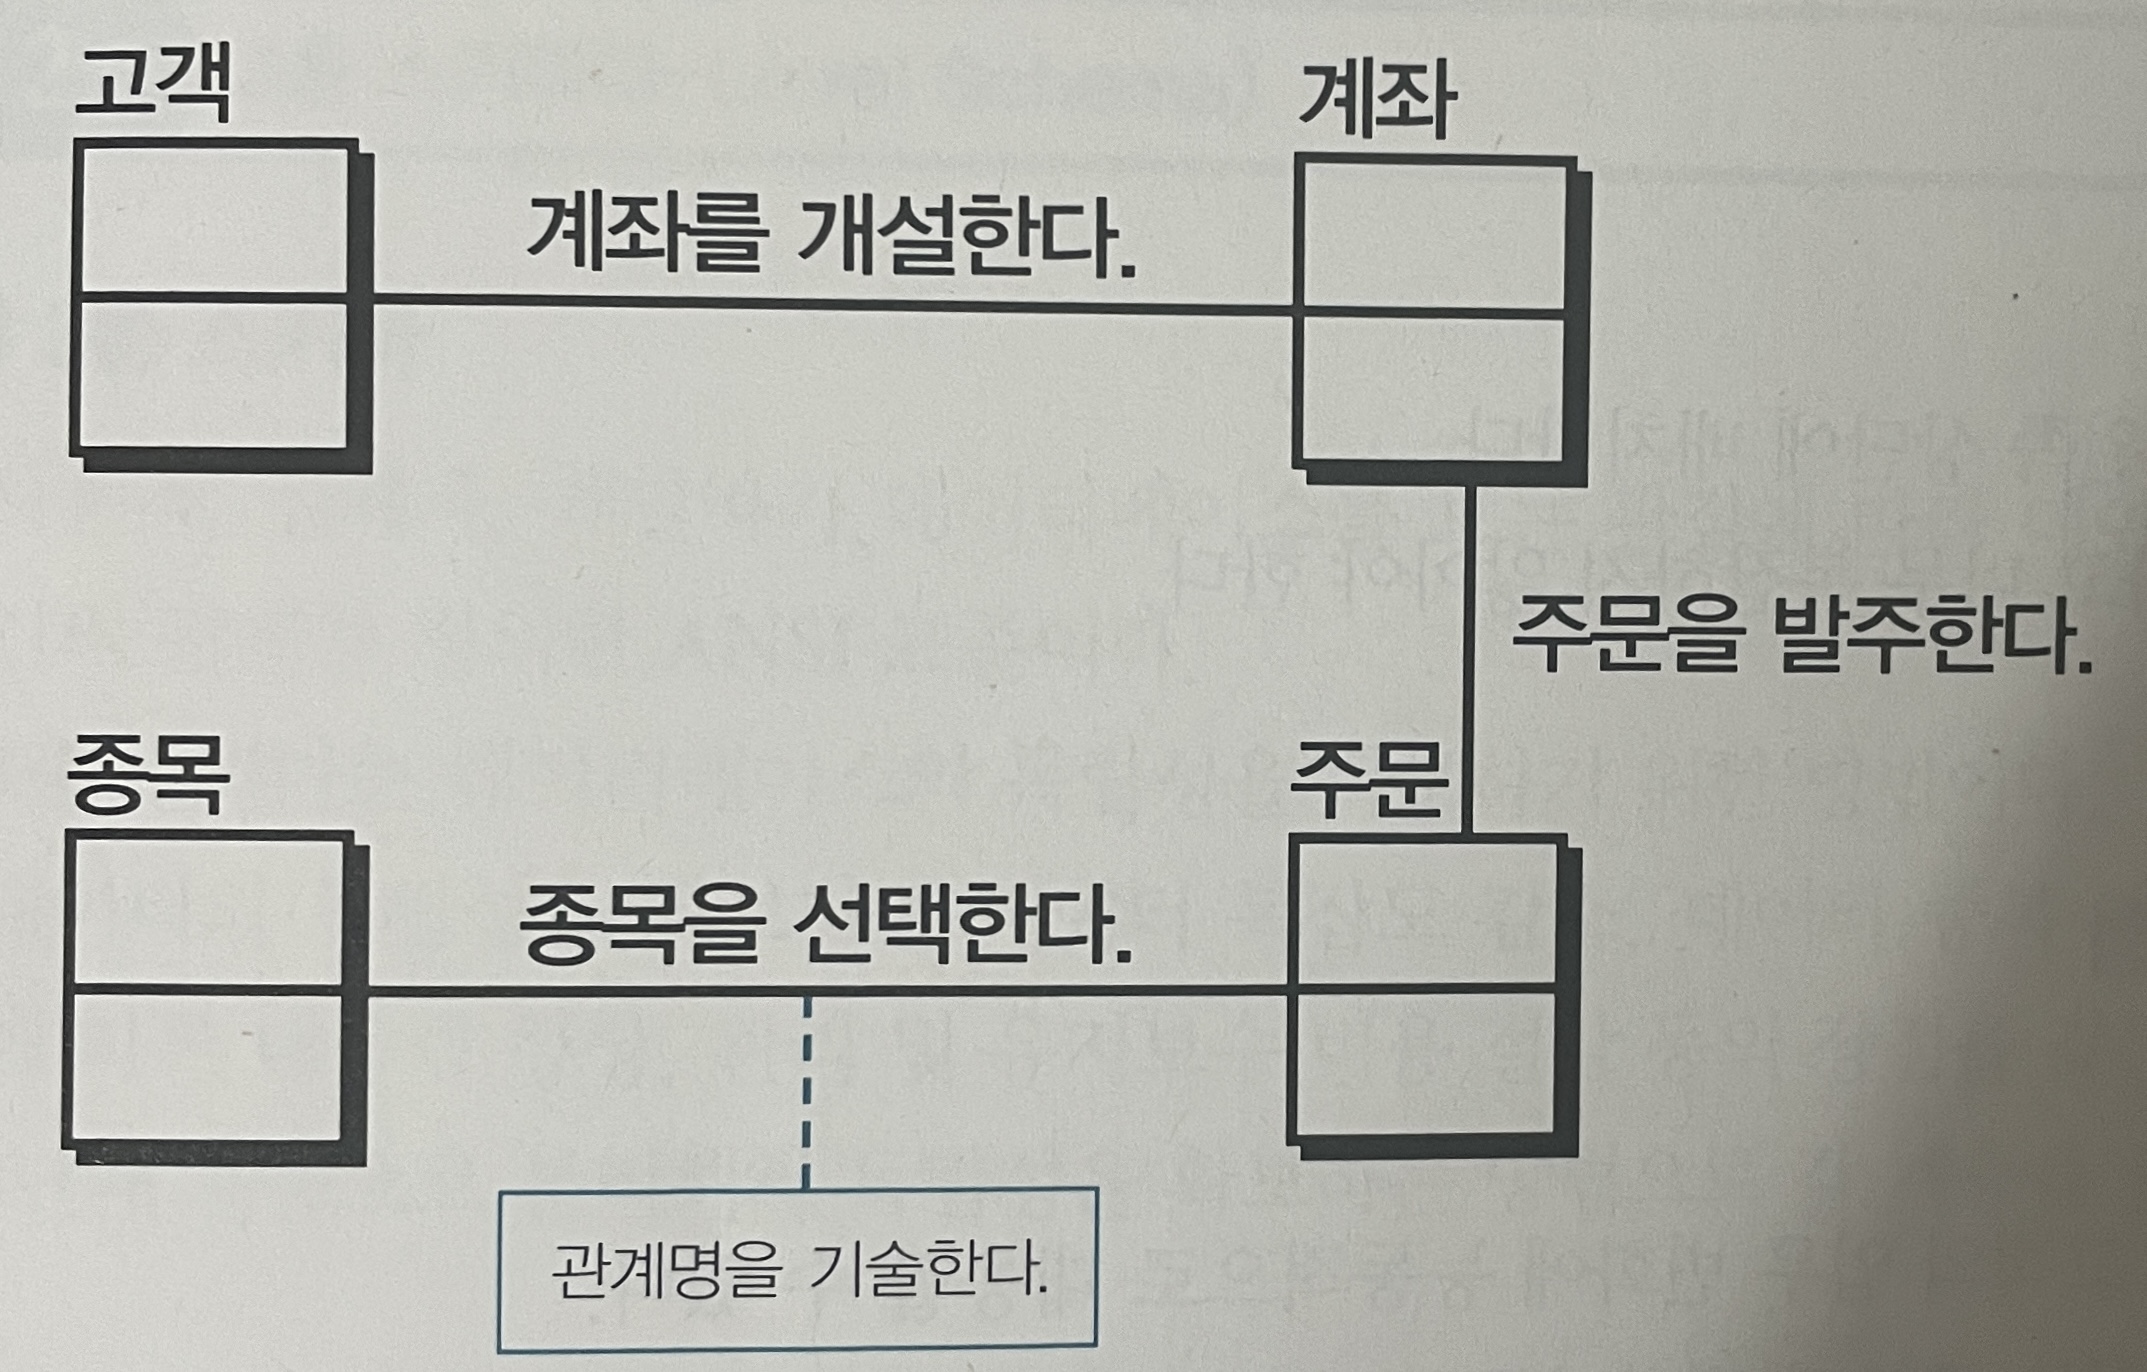 고객
계좌
계좌를 개설한다.
주문을 발주한다.
종목
주문
종목을 선택한다.
관계명을 기술한다.